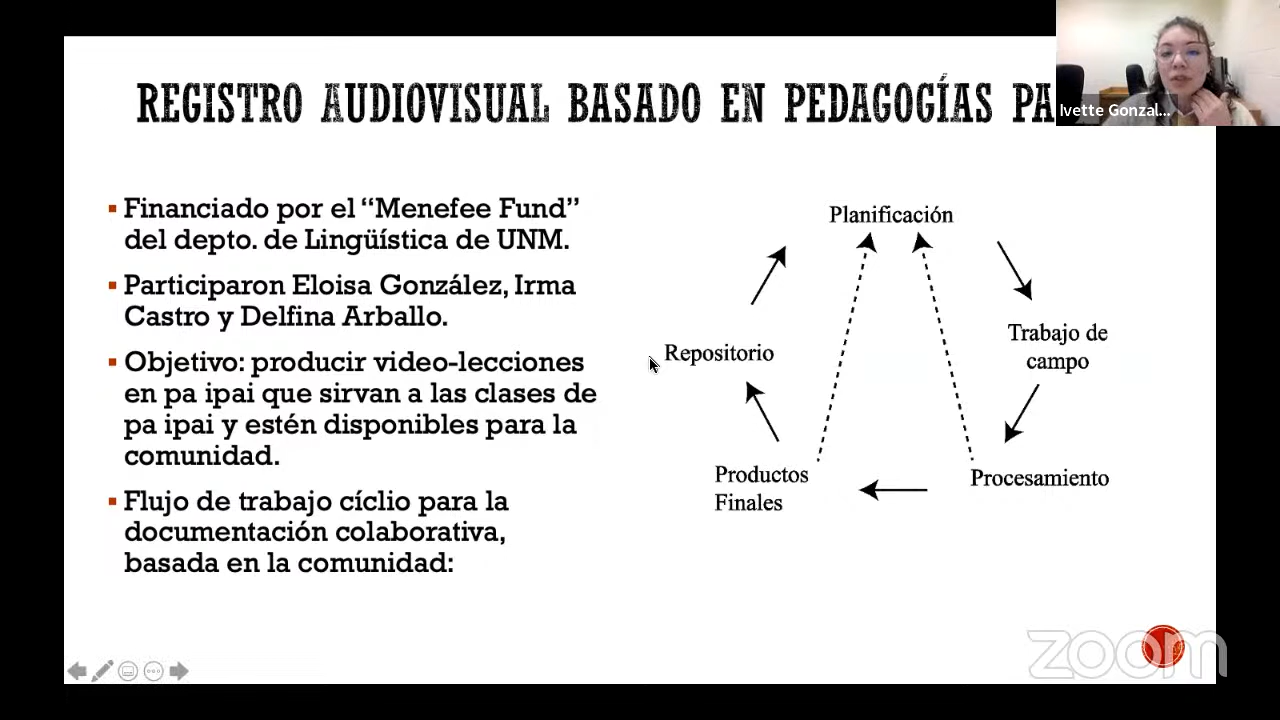 REGISTRO AUDIOVISUAL BASADO EN PEDAGOGÍAS PA
Ivette Gonzal...
▪ Financiado por el “Menefee Fund”
del depto. de Lingüística de UNM.
▪ Participaron Eloisa González, Irma
Castro y Delfina Arballo.
▪ Objetivo: producir video-lecciones
en pa ipai que sirvan a las clases de
pa ipai y estén disponibles para la
comunidad.
▪ Flujo de trabajo cíclio para la
documentación colaborativa,
basada en la comunidad:
Planificación
Trabajo de
campo
Repositorio
Productos
Finales
Procesamiento
zoom